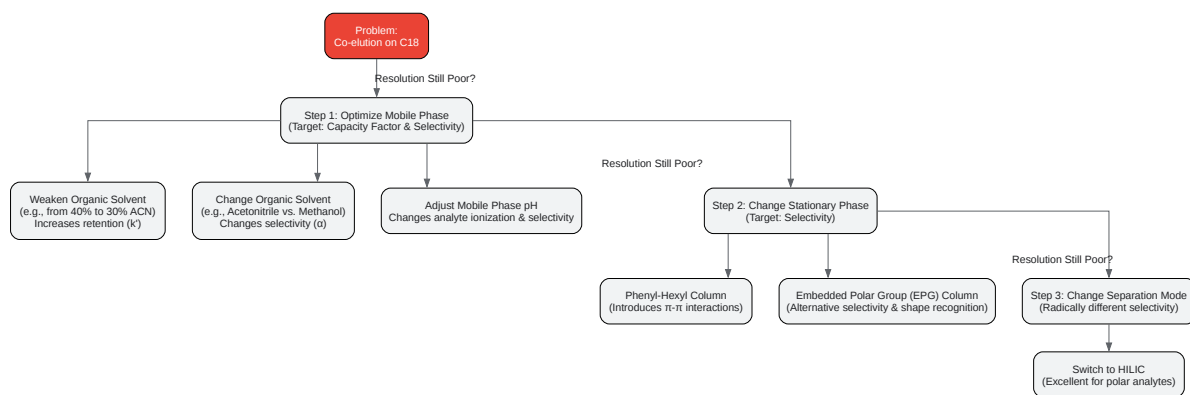 Problem:
Co-elution on C18
Resolution Still Poor?
Step 1: Optimize Mobile Phase
(Target: Capacity Factor & Selectivity)
Resolution Still Poor?
Weaken Organic Solvent
(e.g., from 40% to 30% ACN)
Increases retention (k')
Change Organic Solvent
(e.g., Acetonitrile vs. Methanol)
Changes selectivity (α)
Adjust Mobile Phase pH
Changes analyte ionization & selectivity
Step 2: Change Stationary Phase
(Target: Selectivity)
Resolution Still Poor?
Phenyl-Hexyl Column
(Introduces π-π interactions)
Embedded Polar Group (EPG) Column
(Alternative selectivity & shape recognition)
Step 3: Change Separation Mode
(Radically different selectivity)
Switch to HILIC
(Excellent for polar analytes)